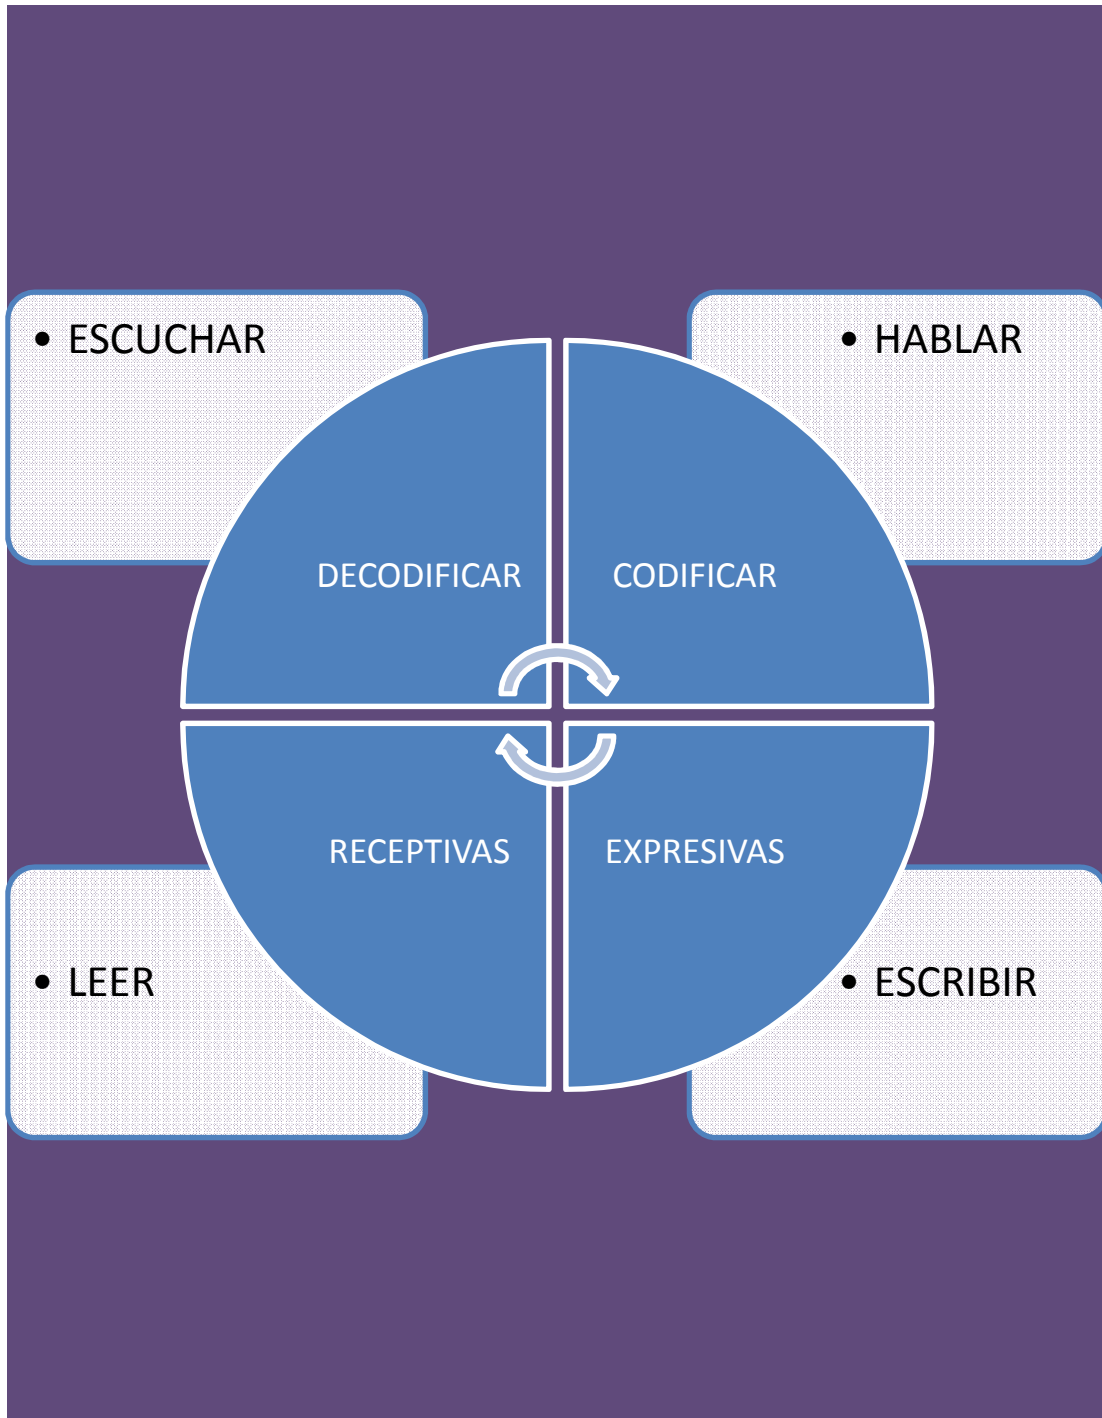 • ESCUCHAR
• HABLAR
DECODIFICAR
CODIFICAR
RECEPTIVAS
EXPRESIVAS
• LEER
• ESCRIBIR